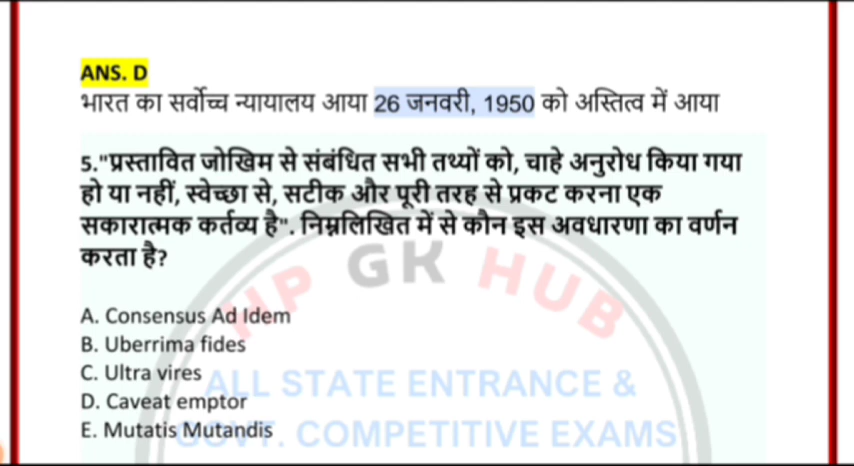 ANS. D
भारत का सर्वोच्च न्यायालय आया 26 जनवरी, 1950 को अस्तित्व में आया
5."प्रस्तावित जोखिम से संबंधित सभी तथ्यों को, चाहे अनुरोध किया गया
हो या नहीं, स्वेच्छा से, सटीक और पूरी तरह से प्रकट करना एक
सकारात्मक कर्तव्य है". निम्नलिखित में से कौन इस अवधारणा का वर्णन
करता है?
HP GK HUB
A. Consensus Ad Idem
B. Uberrima fides
C. Ultra vires
ALL STATE ENTRANCE &
D. Caveat emptor
E. Mutatis Mutandis
GOVT. COMPETITIVE EXAMS